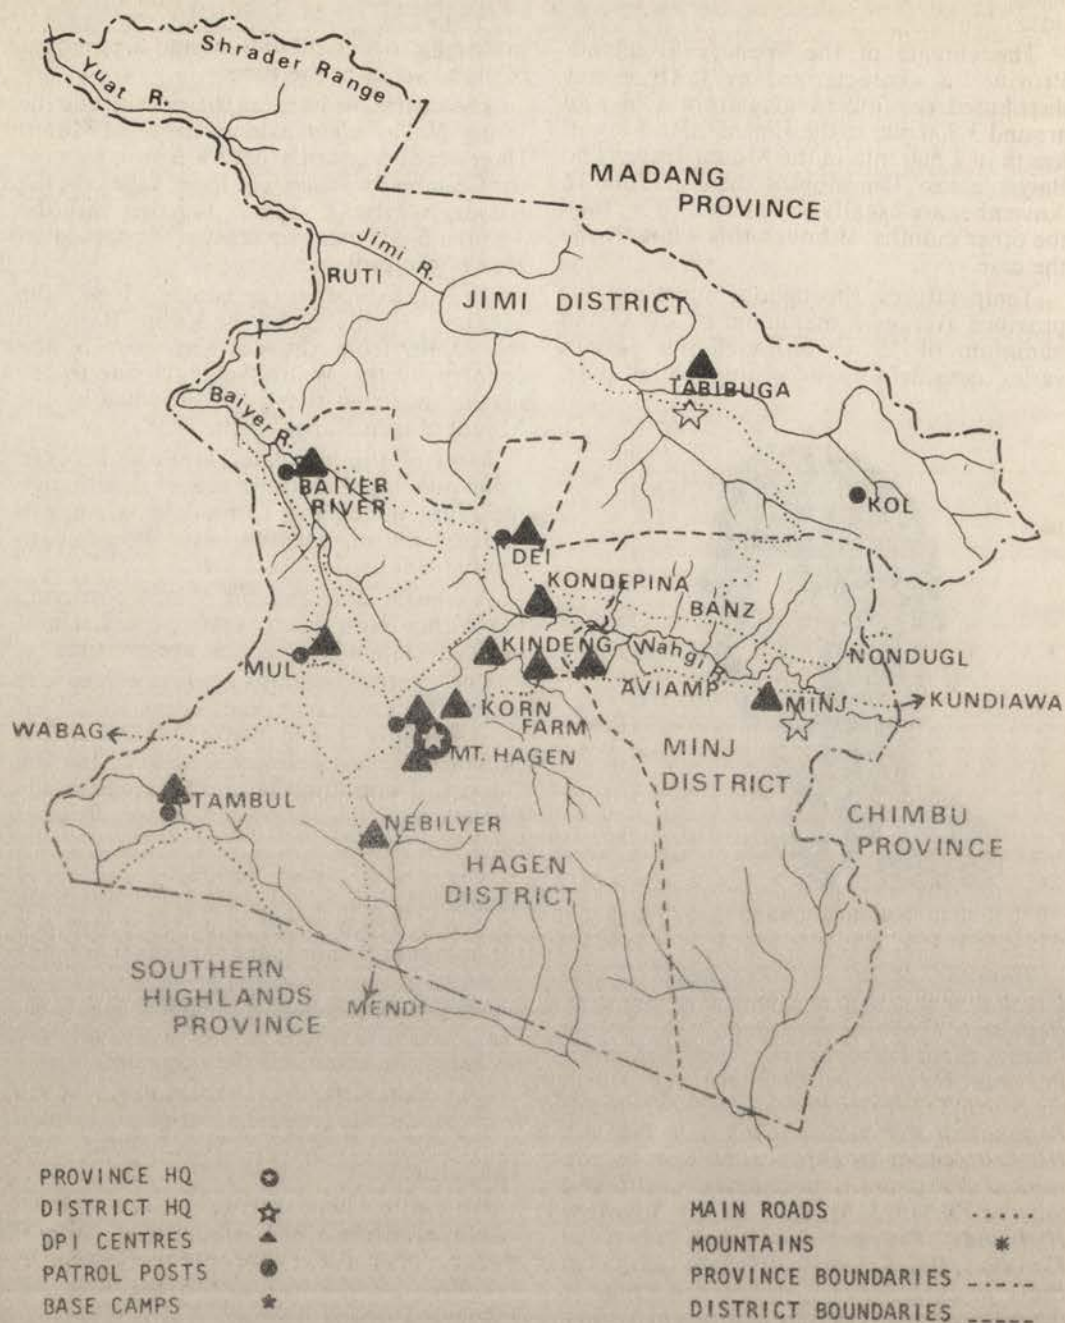 Shrader Range
Yuat R.
MADANG
PROVINCE
Jimi R.
RUTI
JIMI DISTRICT
TABIBUGA
Baiyer R.
BAIYER
RIVER
KOL
DEI
KONDEPINA
BANZ
KINDENG
Wahgi R.
NONDUGL
MUL
AVIAMP
MINJ
KUNDIAWA
KORN
FARM
WABAG
MT. HAGEN
MINJ
DISTRICT
TAMBUL
CHIMBU
PROVINCE
NEBILYER
HAGEN
DISTRICT
SOUTHERN
HIGHLANDS
PROVINCE
MENDI
PROVINCE HQ
DISTRICT HQ
DPI CENTRES
PATROL POSTS
BASE CAMPS
MAIN ROADS
MOUNTAINS
PROVINCE BOUNDARIES
DISTRICT BOUNDARIES